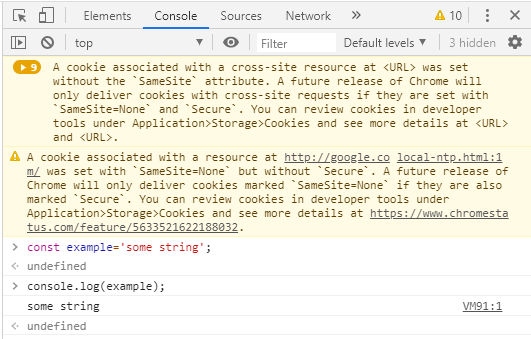 Elements Console Sources Network » 10
top Filter Default levels 3 hidden
9 A cookie associated with a cross-site resource at <URL> was set
without the `SameSite` attribute. A future release of Chrome will
only deliver cookies with cross-site requests if they are set with
`SameSite=None` and `Secure`. You can review cookies in developer
tools under Application>Storage>Cookies and see more details at <URL>
and <URL>.
A cookie associated with a resource at http://google.co local-ntp.html:1
m/ was set with `SameSite=None` but without `Secure`. A future release of
Chrome will only deliver cookies marked `SameSite=None` if they are also
marked `Secure`. You can review cookies in developer tools under
Application>Storage>Cookies and see more details at https://www.chromesta
tus.com/feature/5633521622188032.
> const example='some string';
undefined
> console.log(example);
some string VM91:1
undefined